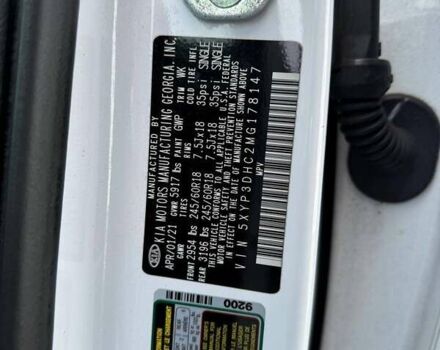 MANUFACTURED BY
KIA KIA MOTORS MANUFACTURING GEORGIA, INC.
APR/01/21 GVWR 5917 lbs PAINT GWP TRIM WK
GAWR TIRES RIMS COLD TIRE INFL.
FRONT 2954 lbs 245/60R18 7.5Jx18 35psi SINGLE
REAR 3196 lbs 245/60R18 7.5Jx18 35psi SINGLE
THIS VEHICLE CONFORMS TO ALL APPLICABLE U.S.A. FEDERAL
MOTOR VEHICLE SAFETY, BUMPER, AND THEFT PREVENTION STANDARDS
IN EFFECT ON THE DATE OF MANUFACTURE SHOWN ABOVE
VIN 5XYP3DHC2MG178147
MPV
9200